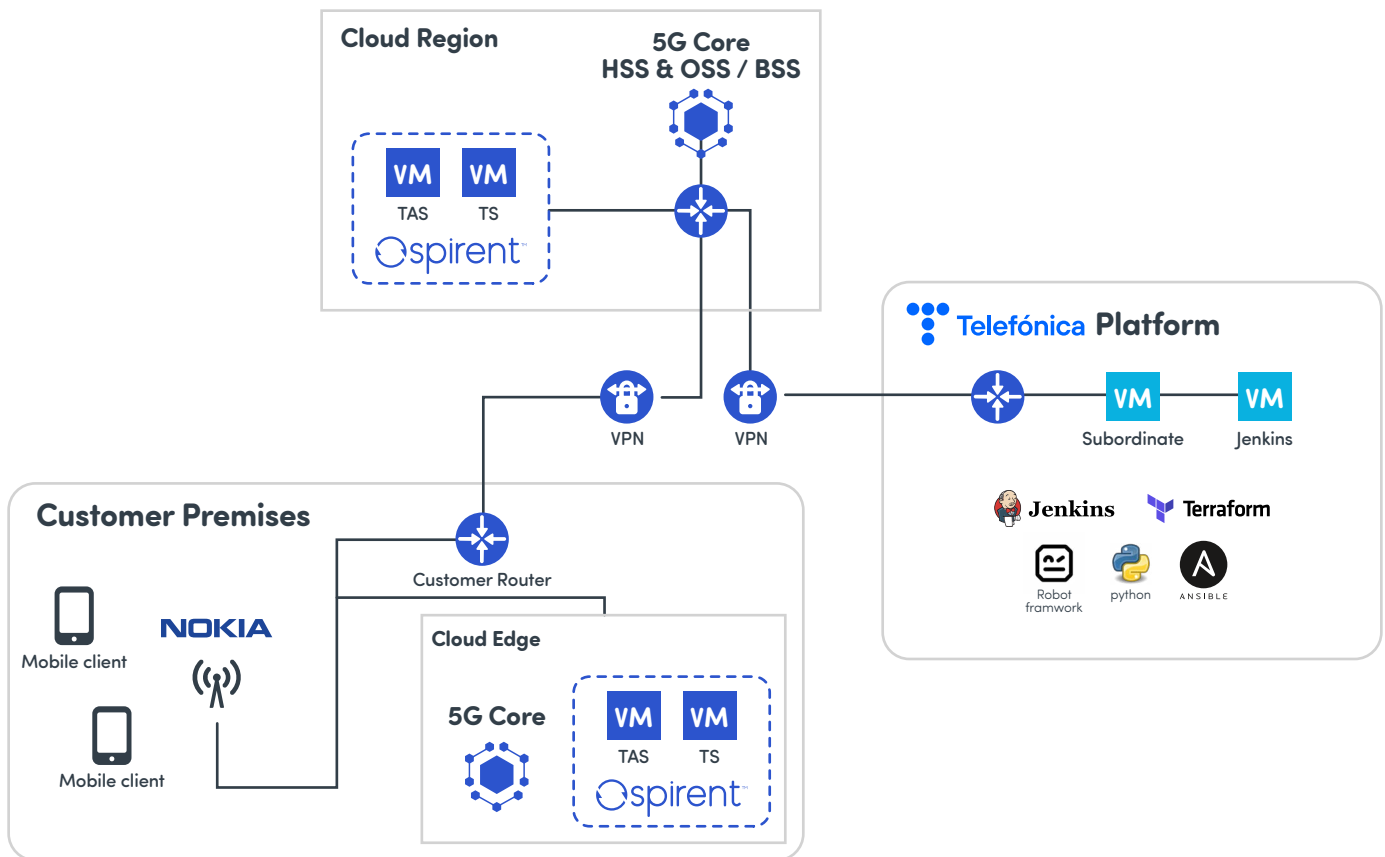 Cloud Region
5G Core
HSS & OSS / BSS
VM
VM
TAS
TS
spirent™
Telefónica Platform
VM
VM
Subordinate
Jenkins
VPN
VPN
Jenkins
Terraform
Robot
framwork
python
ANSIBLE
Customer Premises
Customer Router
Mobile client
NOKIA
Mobile client
Cloud Edge
5G Core
VM
VM
TAS
TS
spirent™